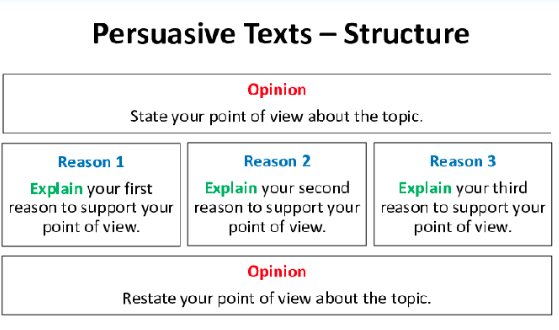 Persuasive Texts – Structure
Opinion
State your point of view about the topic.
Reason 1
Explain your first
reason to support your
point of view.
Reason 2
Explain your second
reason to support your
point of view.
Reason 3
Explain your third
reason to support your
point of view.
Opinion
Restate your point of view about the topic.